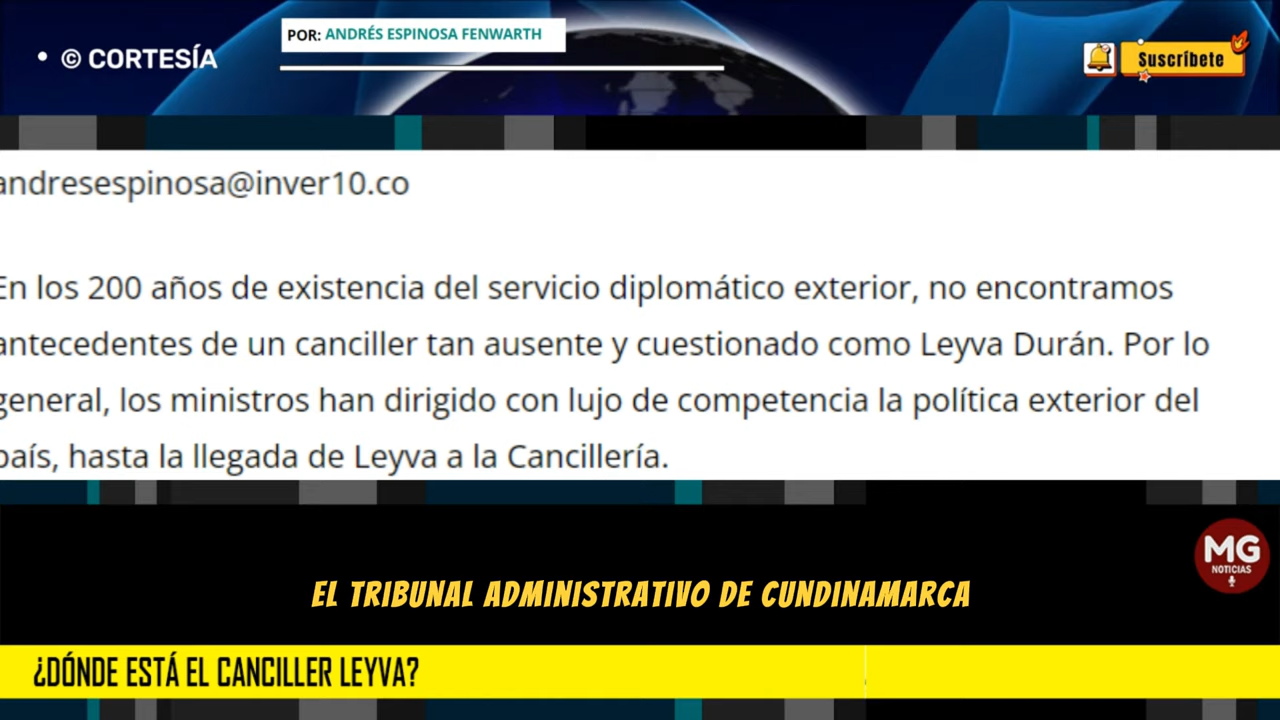 POR: ANDRÉS ESPINOSA FENWARTH
• © CORTESÍA
Suscríbete
andresespinosa@inver10.co
En los 200 años de existencia del servicio diplomático exterior, no encontramos
antecedentes de un canciller tan ausente y cuestionado como Leyva Durán. Por lo
general, los ministros han dirigido con lujo de competencia la política exterior del
país, hasta la llegada de Leyva a la Cancillería.
MG
NOTICIAS
EL TRIBUNAL ADMINISTRATIVO DE CUNDINAMARCA
¿DÓNDE ESTÁ EL CANCILLER LEYVA?